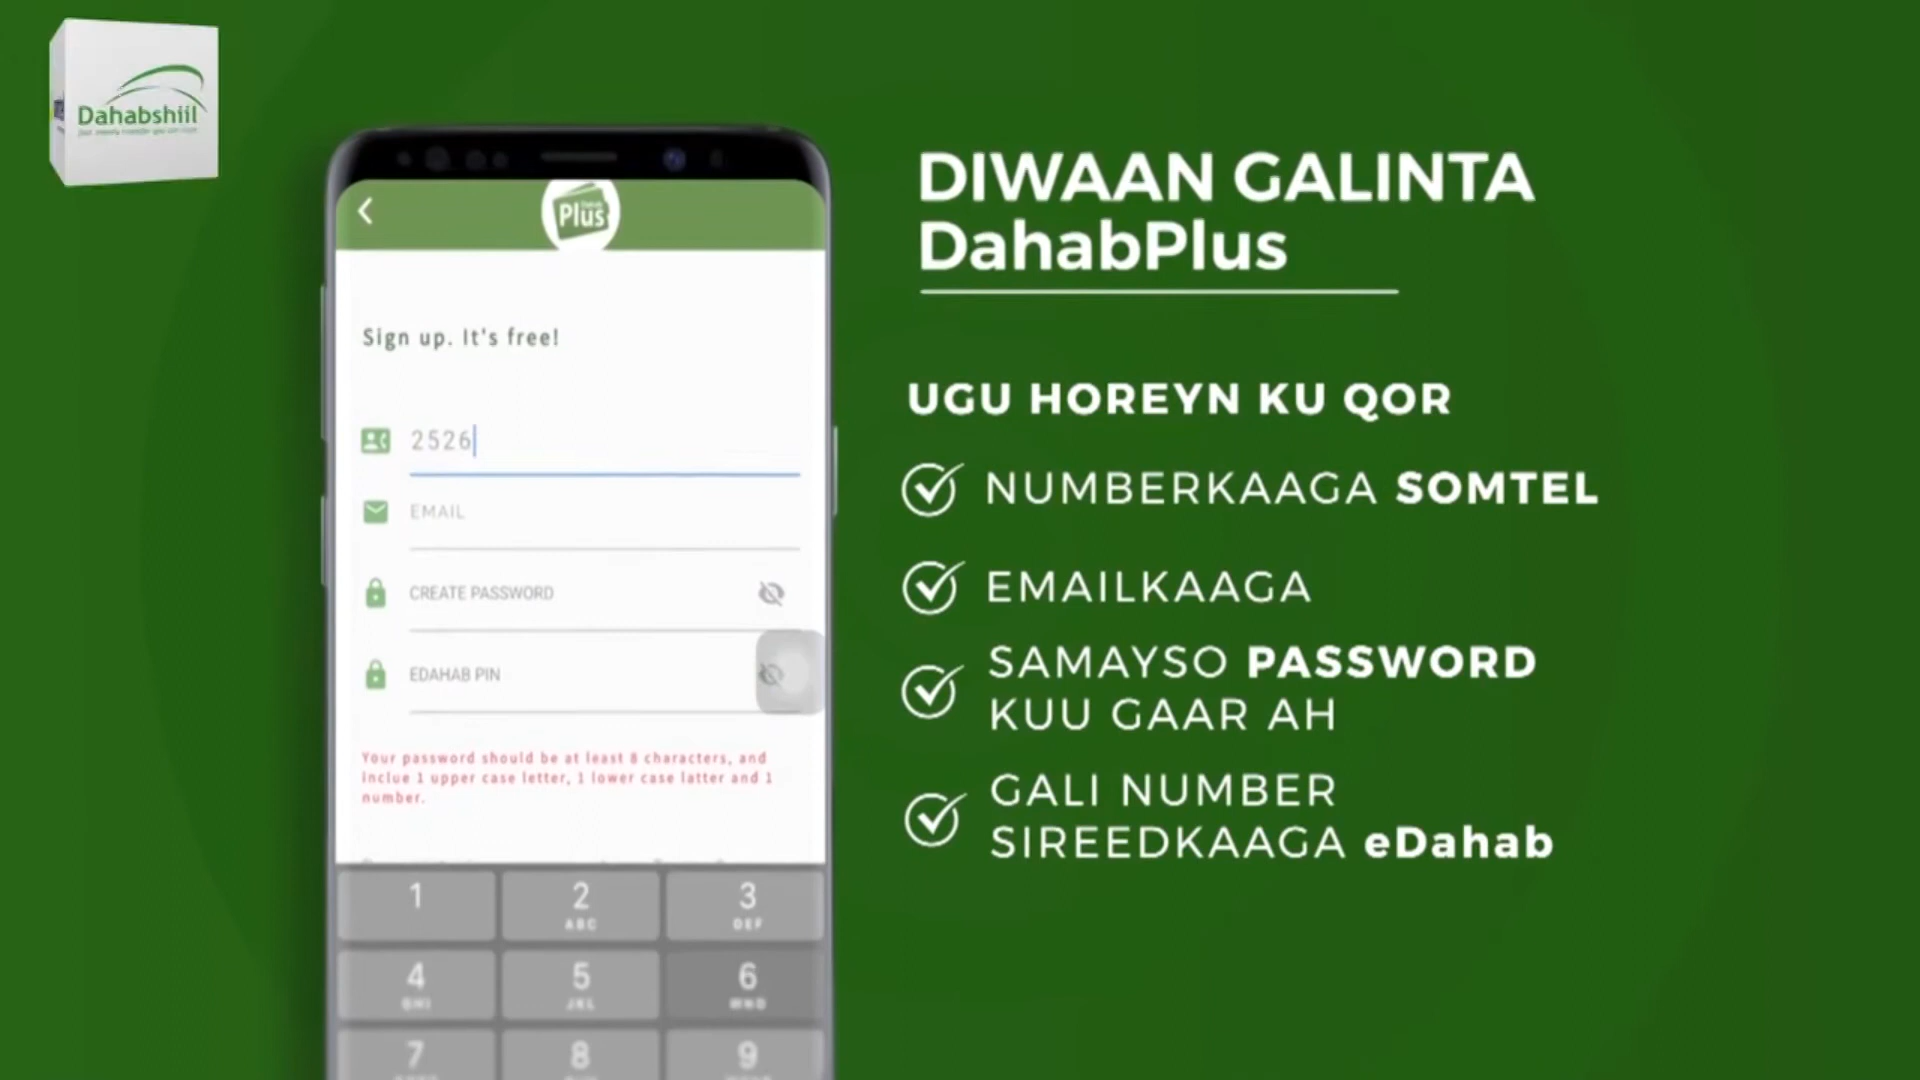 Dahabshiil
Plus
Sign up. It's free!
2526
EMAIL
CREATE PASSWORD
EDAHAB PIN
Your password should be at least 8 characters, and
inclue 1 upper case letter, 1 lower case latter and 1
number.
1
2
ABC
3
DEF
4
GHI
5
JKL
6
MNO
7
8
9
DIWAAN GALINTA
DahabPlus
UGU HOREYN KU QOR
NUMBERKAAGA SOMTEL
EMAILKAAGA
SAMAYSO PASSWORD
KUU GAAR AH
GALI NUMBER
SIREEDKAAGA eDahab